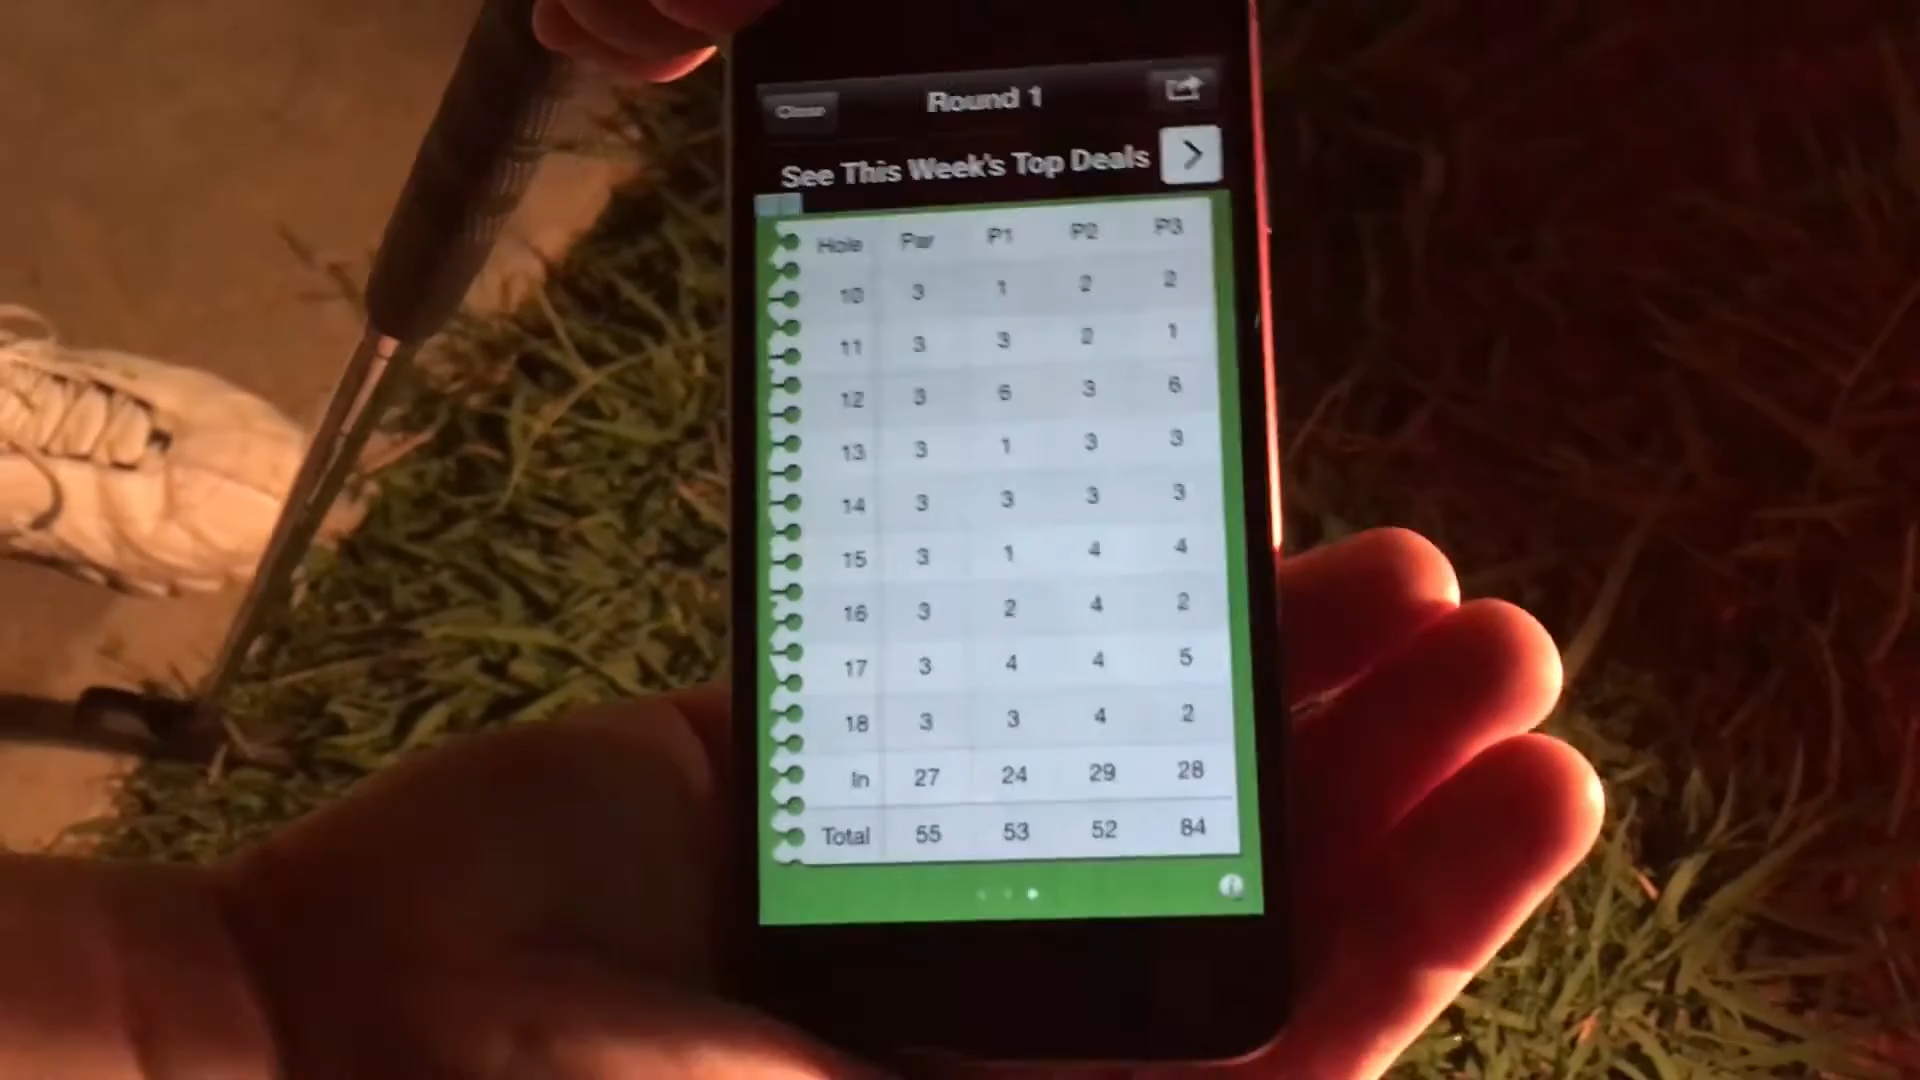 Close Round 1
See This Week's Top Deals
Hole Par P1 P2 P3
10 3 1 2 2
11 3 3 2 1
12 3 6 3 6
13 3 1 3 3
14 3 3 3 3
15 3 1 4 4
16 3 2 4 2
17 3 4 4 5
18 3 3 4 2
In 27 24 29 28
Total 55 53 52 84